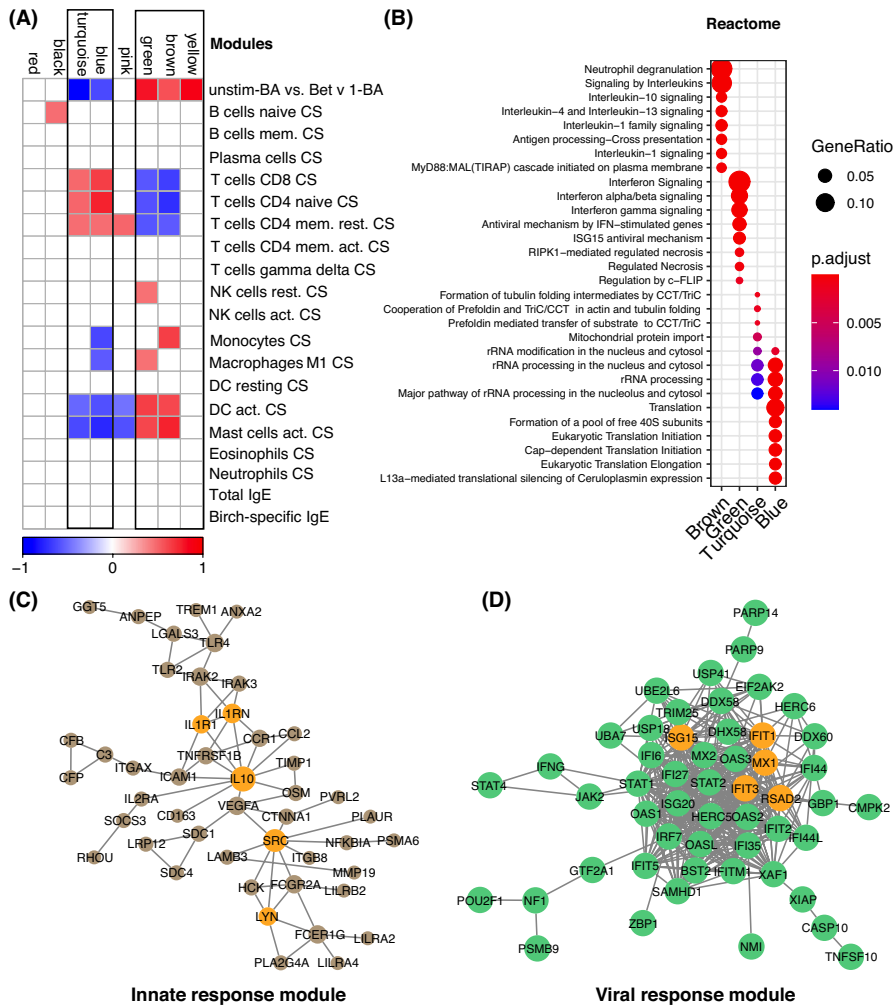 (A)
red
black
turquoise
blue
pink
green
brown
yellow
Modules
unstim-BA vs. Bet v 1-BA
B cells naive CS
B cells mem. CS
Plasma cells CS
T cells CD8 CS
T cells CD4 naive CS
T cells CD4 mem. rest. CS
T cells CD4 mem. act. CS
T cells gamma delta CS
NK cells rest. CS
NK cells act. CS
Monocytes CS
Macrophages M1 CS
DC resting CS
DC act. CS
Mast cells act. CS
Eosinophils CS
Neutrophils CS
Total IgE
Birch-specific IgE
−1
0
1
(B)
Reactome
Neutrophil degranulation
Signaling by Interleukins
Interleukin−10 signaling
Interleukin−4 and Interleukin−13 signaling
Interleukin−1 family signaling
Antigen processing−Cross presentation
Interleukin−1 signaling
MyD88:MAL(TIRAP) cascade initiated on plasma membrane
Interferon Signaling
Interferon alpha/beta signaling
Interferon gamma signaling
Antiviral mechanism by IFN−stimulated genes
ISG15 antiviral mechanism
RIPK1−mediated regulated necrosis
Regulated Necrosis
Regulation by c−FLIP
Formation of tubulin folding intermediates by CCT/TriC
Cooperation of Prefoldin and TriC/CCT in actin and tubulin folding
Prefoldin mediated transfer of substrate to CCT/TriC
Mitochondrial protein import
rRNA modification in the nucleus and cytosol
rRNA processing in the nucleus and cytosol
rRNA processing
Major pathway of rRNA processing in the nucleolus and cytosol
Translation
Formation of a pool of free 40S subunits
Eukaryotic Translation Initiation
Cap−dependent Translation Initiation
Eukaryotic Translation Elongation
L13a−mediated translational silencing of Ceruloplasmin expression
Brown
Green
Turquoise
Blue
GeneRatio
0.05
0.10
p.adjust
0.005
0.010
(C)
GGT5
ANPEP
TREM1
ANXA2
LGALS3
TLR4
TLR2
IRAK2
IRAK3
IL1R1
IL1RN
CCR1
CCL2
TNFRSF1B
CFB
C3
CFP
ITGAX
ICAM1
IL10
TIMP1
OSM
IL2RA
VEGFA
PVRL2
SOCS3
CD163
CTNNA1
PLAUR
RHOU
LRP12
SDC1
SRC
NFKBIA
PSMA6
SDC4
LAMB3
ITGB8
MMP19
HCK
FCGR2A
LILRB2
LYN
FCER1G
LILRA2
PLA2G4A
LILRA4
Innate response module
(D)
PARP14
PARP9
USP41
UBE2L6
EIF2AK2
DDX58
HERC6
TRIM25
UBA7
USP18
ISG15
DHX58
IFIT1
DDX60
IFI6
MX2
OAS3
MX1
IFI44
IFNG
IFI27
STAT4
STAT1
STAT2
IFIT3
JAK2
RSAD2
GBP1
CMPK2
OAS1
ISG20
HERC5
OAS2
IFIT2
IFI44L
IRF7
OASL
IFI35
IFIT5
BST2
IFITM1
XAF1
GTF2A1
SAMHD1
POU2F1
NF1
XIAP
ZBP1
CASP10
PSMB9
NMI
TNFSF10
Viral response module